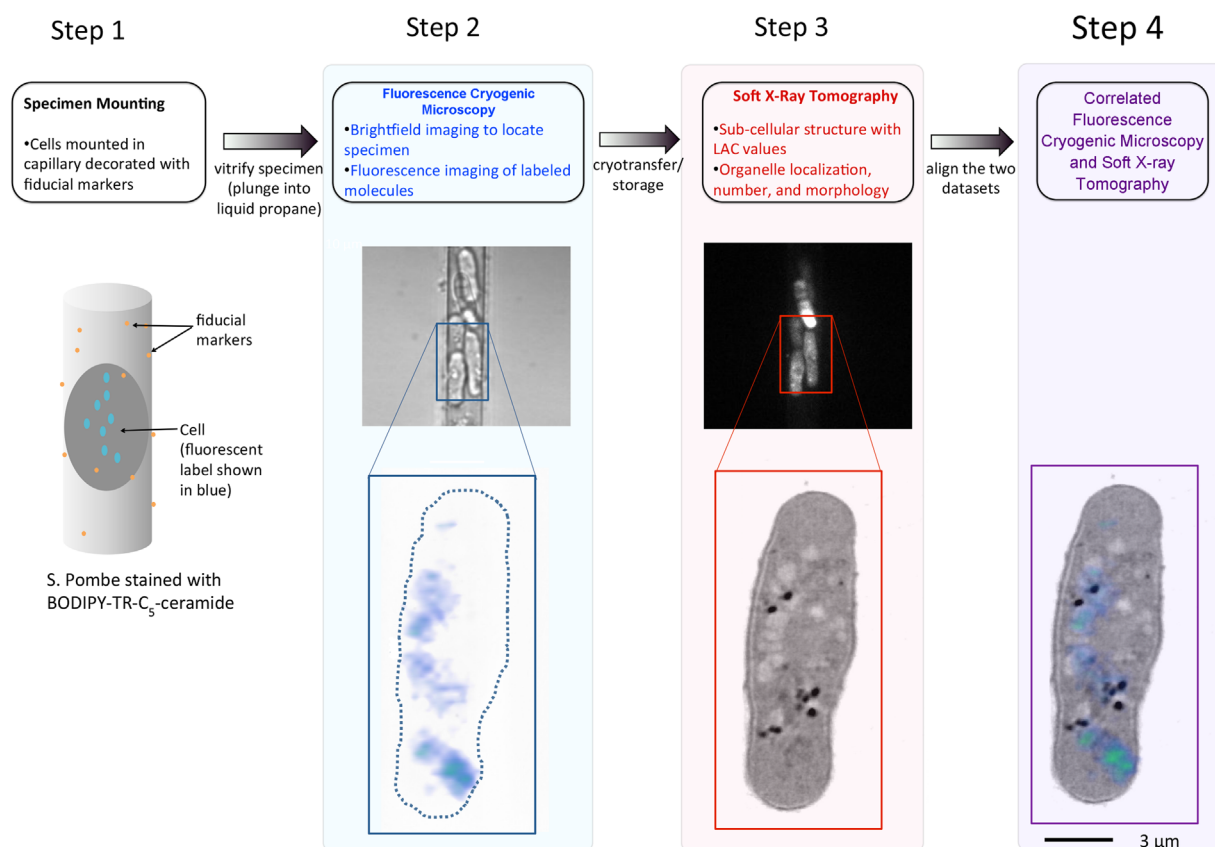 Step 1
Step 2
Step 3
Step 4
Specimen Mounting
•Cells mounted in
capillary decorated with
fiducial markers
vitrify specimen
(plunge into
liquid propane)
Fluorescence Cryogenic
Microscopy
•Brightfield imaging to locate
specimen
•Fluorescence imaging of labeled
molecules
cryotransfer/
storage
Soft X-Ray Tomography
•Sub-cellular structure with
LAC values
•Organelle localization,
number, and morphology
align the two
datasets
Correlated
Fluorescence
Cryogenic Microscopy
and Soft X-ray
Tomography
fiducial
markers
Cell
(fluorescent
label shown
in blue)
S. Pombe stained with
BODIPY-TR-C₅-ceramide
3 μm